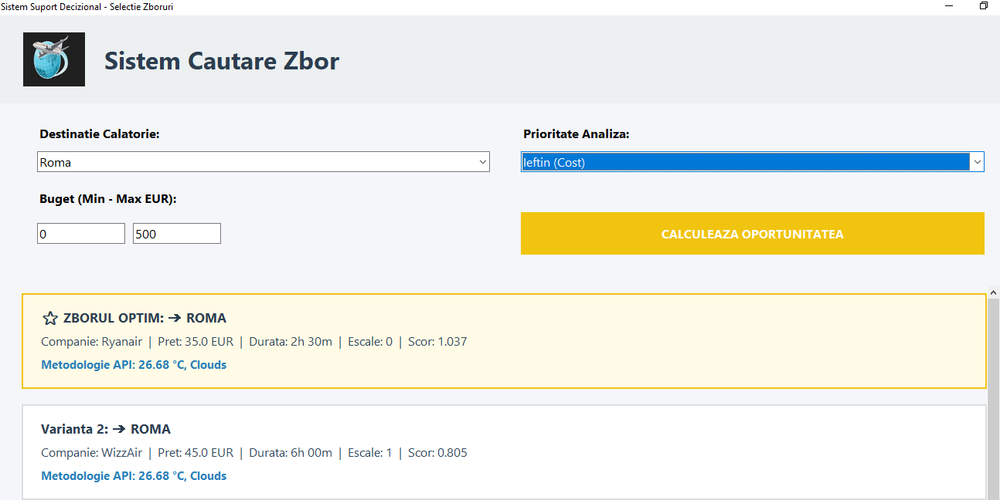 Sistem Suport Decizional - Selectie Zboruri
Sistem Cautare Zbor
Destinatie Calatorie:
Prioritate Analiza:
Roma
Ieftin (Cost)
Buget (Min - Max EUR):
0
500
CALCULEAZA OPORTUNITATEA
☆ ZBORUL OPTIM: ➔ ROMA
Companie: Ryanair | Pret: 35.0 EUR | Durata: 2h 30m | Escale: 0 | Scor: 1.037
Metodologie API: 26.68 °C, Clouds
Varianta 2: ➔ ROMA
Companie: WizzAir | Pret: 45.0 EUR | Durata: 6h 00m | Escale: 1 | Scor: 0.805
Metodologie API: 26.68 °C, Clouds